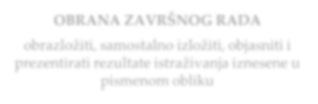 OBRANA ZAVRŠNOG RADA
obrazložiti, samostalno izložiti, objasniti i
prezentirati rezultate istraživanja iznesene u
pismenom obliku